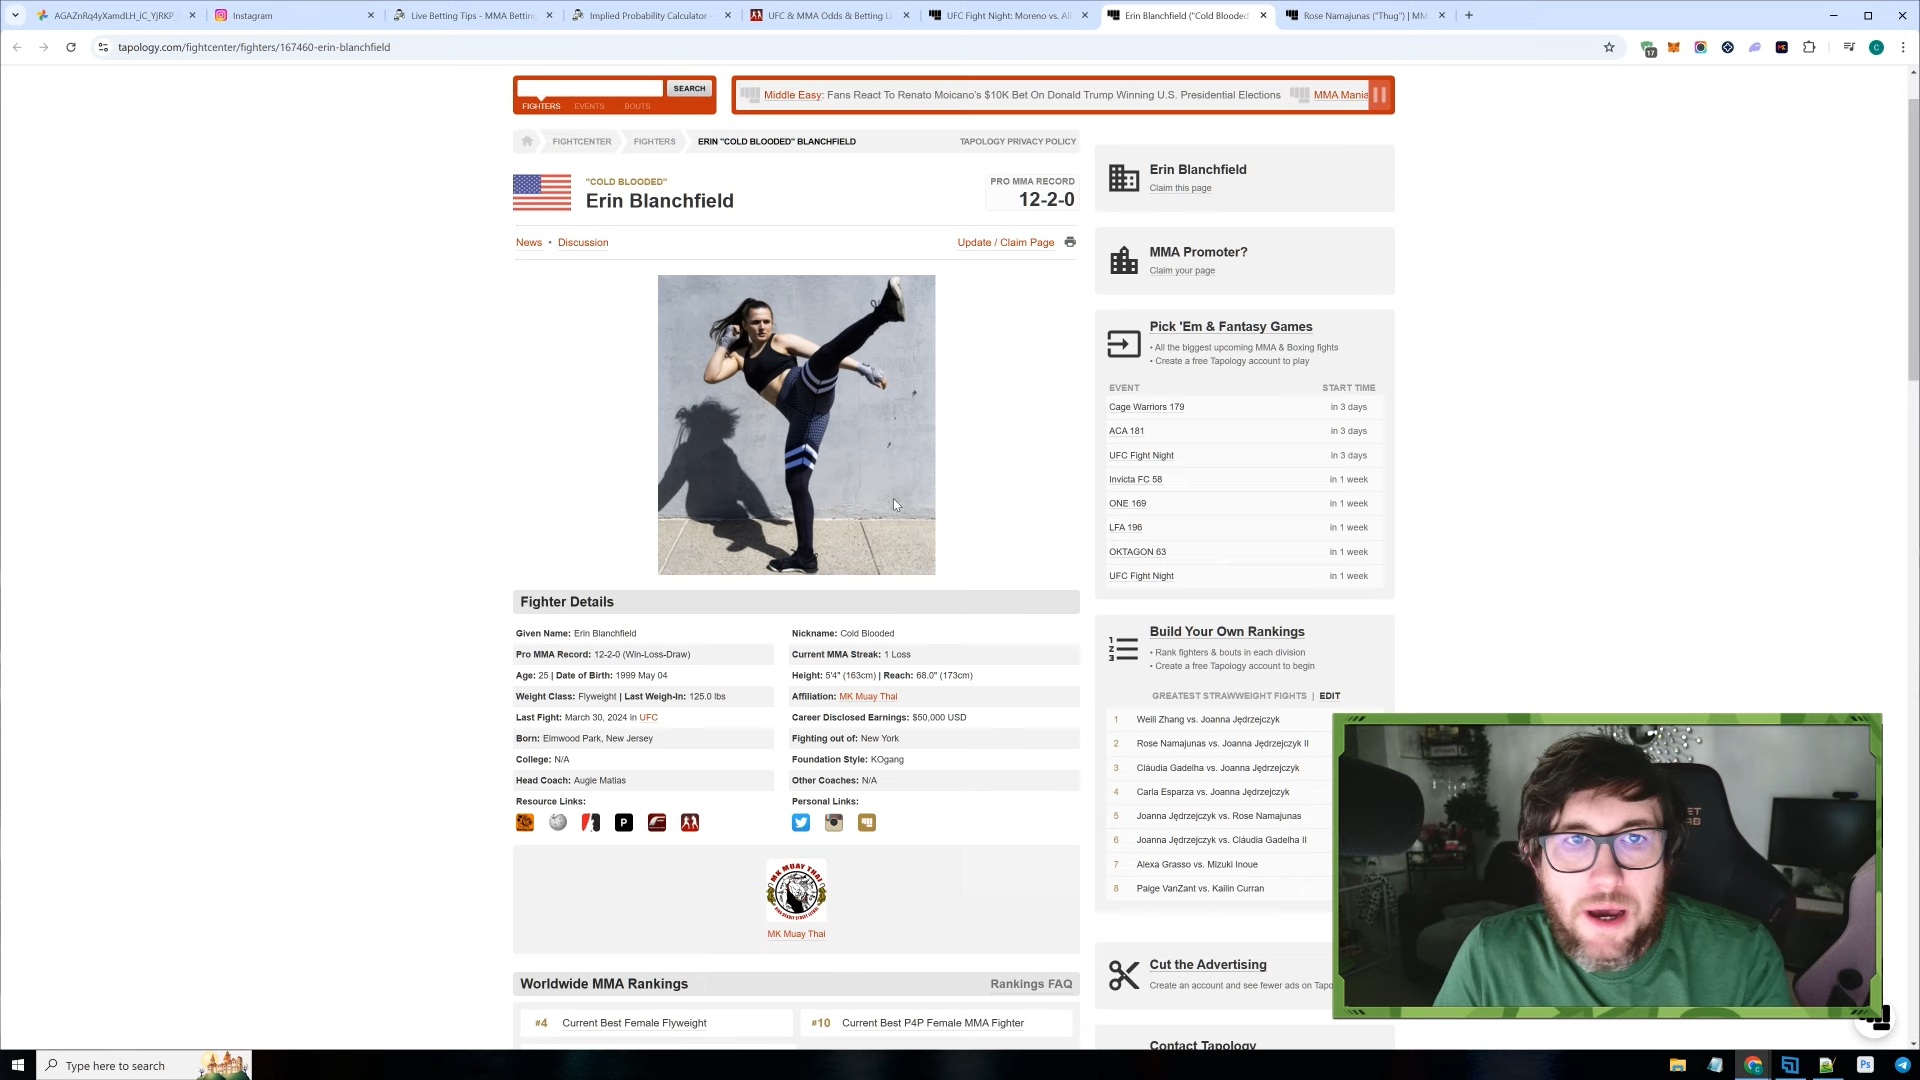 AGAZnRq4yXamdLH_iC_YjRKP_
Instagram
Live Betting Tips - MMA Betting
Implied Probability Calculator -
UFC & MMA Odds & Betting Li
UFC Fight Night: Moreno vs. Al
Erin Blanchfield ("Cold Blooded
Rose Namajunas ("Thug") | MM
tapology.com/fightcenter/fighters/167460-erin-blanchfield
17
C
SEARCH
FIGHTERS EVENTS BOUTS
Middle Easy: Fans React To Renato Moicano's $10K Bet On Donald Trump Winning U.S. Presidential Elections
MMA Mania
FIGHTCENTER FIGHTERS ERIN "COLD BLOODED" BLANCHFIELD TAPOLOGY PRIVACY POLICY
"COLD BLOODED"
Erin Blanchfield
PRO MMA RECORD
12-2-0
News • Discussion
Update / Claim Page
Fighter Details
Given Name: Erin Blanchfield
Nickname: Cold Blooded
Pro MMA Record: 12-2-0 (Win-Loss-Draw)
Current MMA Streak: 1 Loss
Age: 25 | Date of Birth: 1999 May 04
Height: 5'4" (163cm) | Reach: 68.0" (173cm)
Weight Class: Flyweight | Last Weigh-In: 125.0 lbs
Affiliation: MK Muay Thai
Last Fight: March 30, 2024 in UFC
Career Disclosed Earnings: $50,000 USD
Born: Elmwood Park, New Jersey
Fighting out of: New York
College: N/A
Foundation Style: KOgang
Head Coach: Augie Matias
Other Coaches: N/A
Resource Links:
Personal Links:
P
MK MUAY THAI
MK Muay Thai
Worldwide MMA Rankings
Rankings FAQ
#4 Current Best Female Flyweight
#10 Current Best P4P Female MMA Fighter
Erin Blanchfield
Claim this page
MMA Promoter?
Claim your page
Pick 'Em & Fantasy Games
• All the biggest upcoming MMA & Boxing fights
• Create a free Tapology account to play
EVENT START TIME
Cage Warriors 179 in 3 days
ACA 181 in 3 days
UFC Fight Night in 3 days
Invicta FC 58 in 1 week
ONE 169 in 1 week
LFA 196 in 1 week
OKTAGON 63 in 1 week
UFC Fight Night in 1 week
Build Your Own Rankings
• Rank fighters & bouts in each division
• Create a free Tapology account to begin
GREATEST STRAWWEIGHT FIGHTS | EDIT
1 Weili Zhang vs. Joanna Jędrzejczyk
2 Rose Namajunas vs. Joanna Jędrzejczyk II
3 Cláudia Gadelha vs. Joanna Jędrzejczyk
4 Carla Esparza vs. Joanna Jędrzejczyk
5 Joanna Jędrzejczyk vs. Rose Namajunas
6 Joanna Jędrzejczyk vs. Cláudia Gadelha II
7 Alexa Grasso vs. Mizuki Inoue
8 Paige VanZant vs. Kailin Curran
Cut the Advertising
Create an account and see fewer ads on Tapo
Contact Tapology
Type here to search
Ps